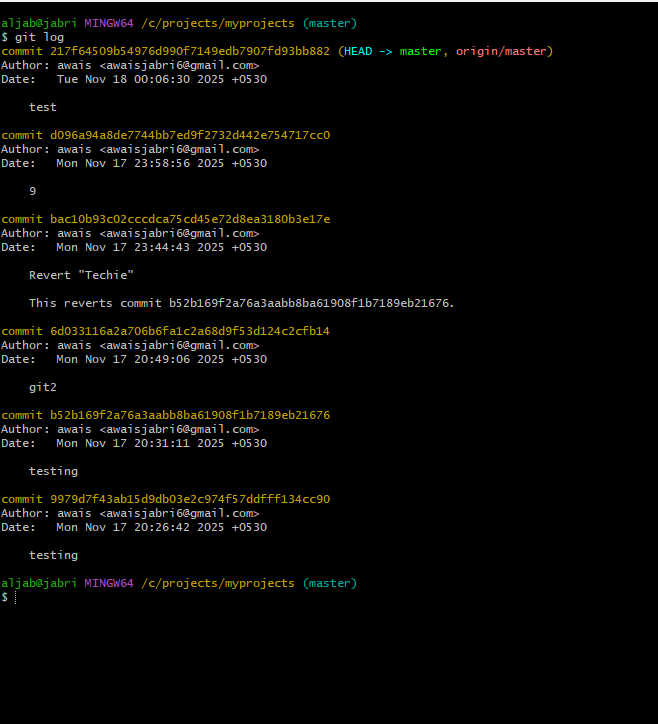 aljab@jabri MINGW64 /c/projects/myprojects (master)
$ git log
commit 217f64509b54976d990f7149edb7907fd93bb882 (HEAD -> master, origin/master)
Author: awais <awaisjabri6@gmail.com>
Date:   Tue Nov 18 00:06:30 2025 +0530
test
commit d096a94a8de7744bb7ed9f2732d442e754717cc0
Author: awais <awaisjabri6@gmail.com>
Date:   Mon Nov 17 23:58:56 2025 +0530
9
commit bac10b93c02cccdca75cd45e72d8ea3180b3e17e
Author: awais <awaisjabri6@gmail.com>
Date:   Mon Nov 17 23:44:43 2025 +0530
Revert "Techie"
This reverts commit b52b169f2a76a3aabb8ba61908f1b7189eb21676.
commit 6d033116a2a706b6fa1c2a68d9f53d124c2cfb14
Author: awais <awaisjabri6@gmail.com>
Date:   Mon Nov 17 20:49:06 2025 +0530
git2
commit b52b169f2a76a3aabb8ba61908f1b7189eb21676
Author: awais <awaisjabri6@gmail.com>
Date:   Mon Nov 17 20:31:11 2025 +0530
testing
commit 9979d7f43ab15d9db03e2c974f57ddfff134cc90
Author: awais <awaisjabri6@gmail.com>
Date:   Mon Nov 17 20:26:42 2025 +0530
testing
aljab@jabri MINGW64 /c/projects/myprojects (master)
$